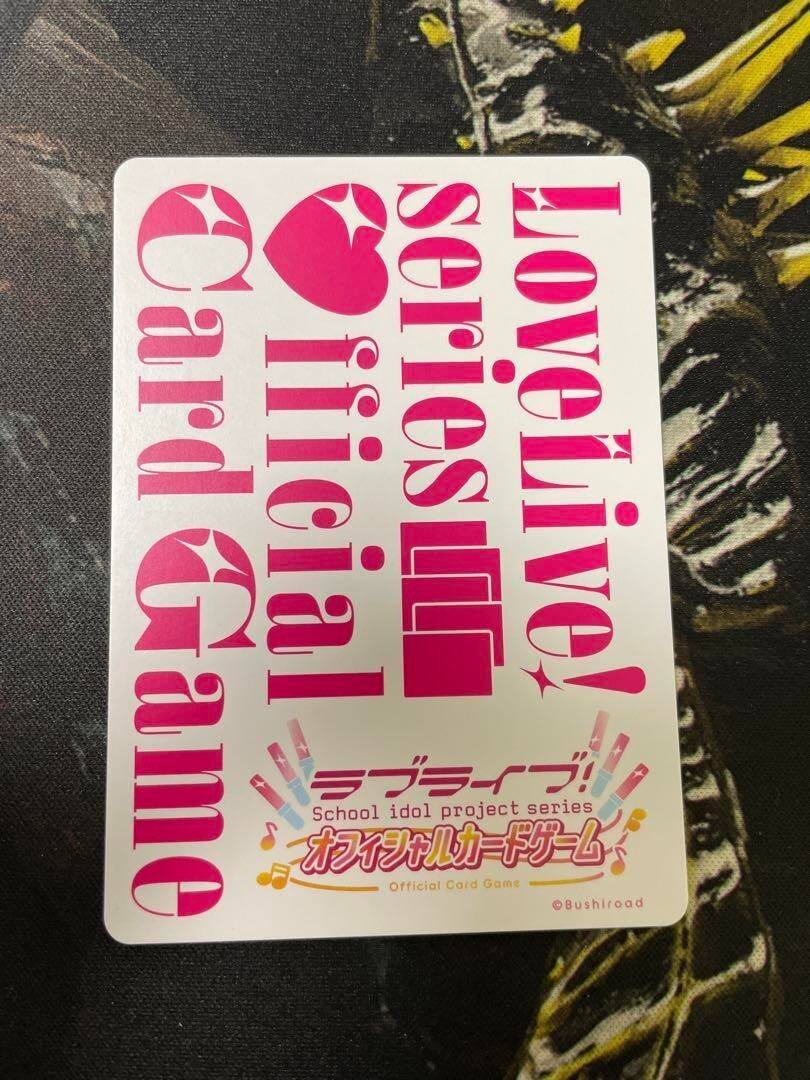 LoveLive!
series
Official
Card Game
ラブライブ!
School idol project series
オフィシャルカードゲーム
Official Card Game
©Bushiroad